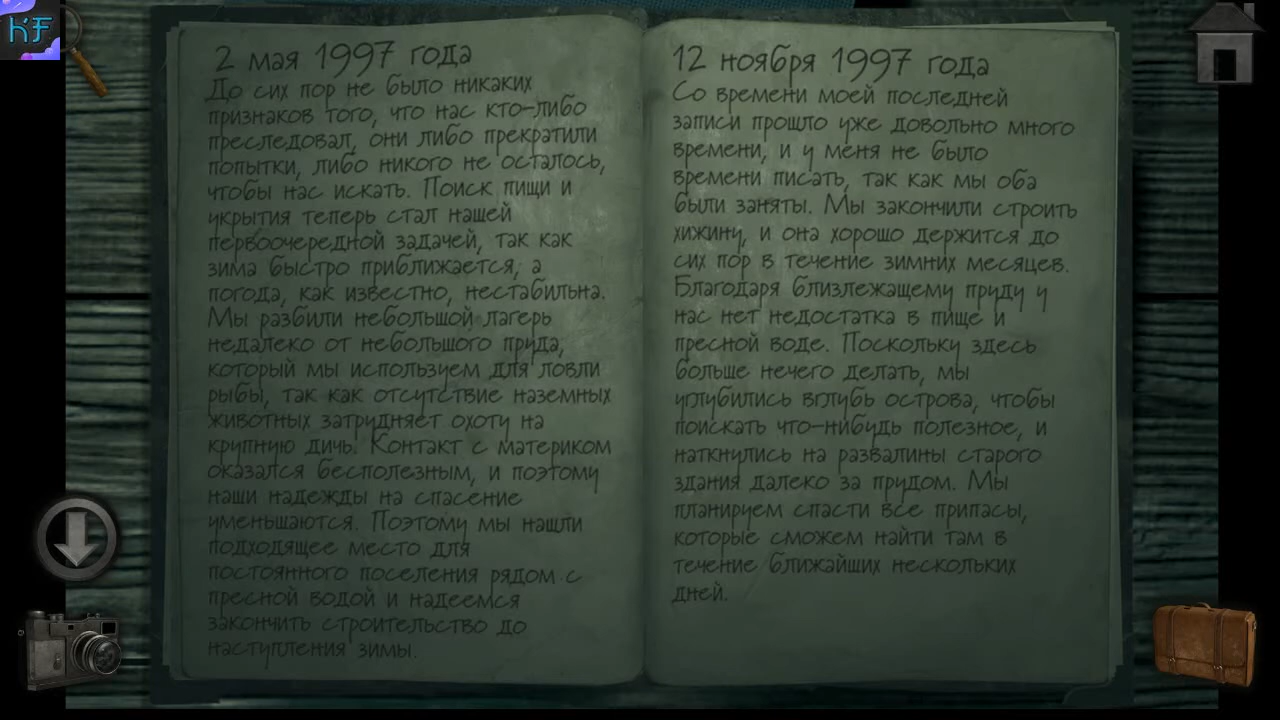 KF
2 мая 1997 года
До сих пор не было никаких
признаков того, что нас кто-либо
преследовал, они либо прекратили
попытки, либо никого не осталось,
чтобы нас искать. Поиск пищи и
укрытия теперь стал нашей
первоочередной задачей, так как
зима быстро приближается, а
погода, как известно, нестабильна.
Мы разбили небольшой лагерь
недалеко от небольшого пруда,
который мы используем для ловли
рыбы, так как отсутствие наземных
животных затрудняет охоту на
крупную дичь. Контакт с материком
оказался бесполезным, и поэтому
наши надежды на спасение
уменьшаются. Поэтому мы нашли
подходящее место для
постоянного поселения рядом с
пресной водой и надеемся
закончить строительство до
наступления зимы.
12 ноября 1997 года
Со времени моей последней
записи прошло уже довольно много
времени, и у меня не было
времени писать, так как мы оба
были заняты. Мы закончили строить
хижину, и она хорошо держится до
сих пор в течение зимних месяцев.
Благодаря близлежащему пруду у
нас нет недостатка в пище и
пресной воде. Поскольку здесь
больше нечего делать, мы
углубились вглубь острова, чтобы
поискать что-нибудь полезное, и
наткнулись на развалины старого
здания далеко за прудом. Мы
планируем спасти все припасы,
которые сможем найти там в
течение ближайших нескольких
дней.